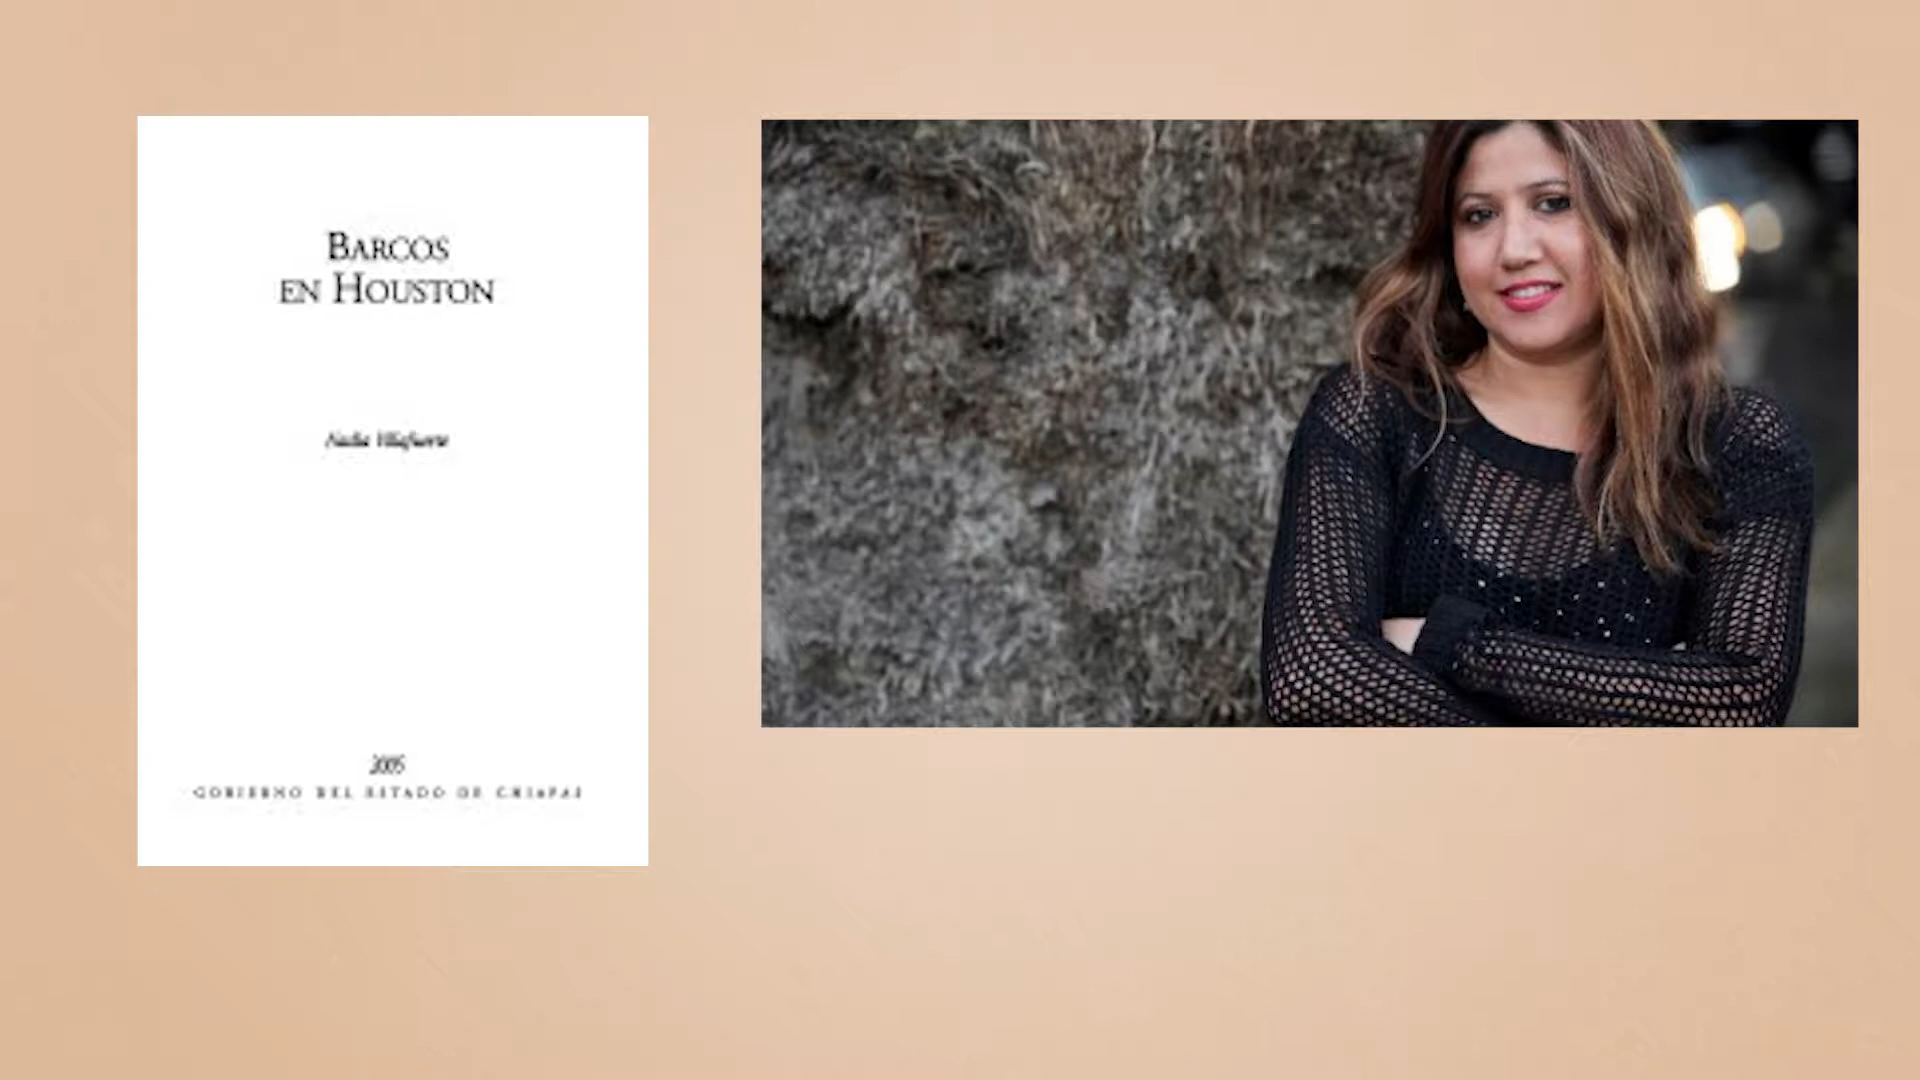 BARCOS
EN HOUSTON
Nadia Villafuerte
2005
GOBIERNO DEL ESTADO DE CHIAPAS